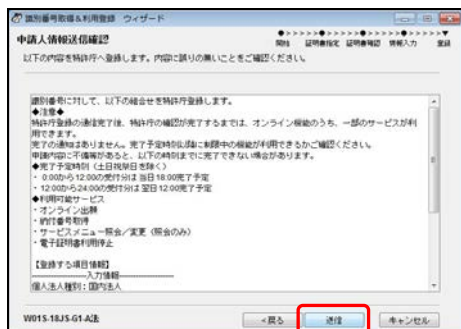 識別番号取得&利用登録 ウィザード
申請人情報送信確認
開始 証明書指定 証明書確認 情報入力 登録
以下の内容を特許庁へ登録します。内容に誤りの無いことをご確認ください。
識別番号に対して、以下の組合せを特許庁登録します。
◆注意◆
特許庁登録の通信完了後、特許庁の確認が完了するまでは、オンライン機能のうち、一部のサービスが利
用できます。
完了の通知はありません。完了予定時刻以降に制限中の機能が利用できるかご確認ください。
申請内容に不備等があると、以下の時刻までに完了できない場合があります。
◆完了予定時刻（土日祝祭日を除く）
・0:00から12:00の受付分は当日18:00完了予定
・12:00から24:00の受付分は翌日12:00完了予定
◆利用可能サービス
・オンライン出願
・納付番号取得
・サービスメニュー照会/変更（照会のみ）
・電子証明書利用停止
【登録する項目情報】
----------入力情報----------
個人法人種別：国内法人
W01S-18JS-G1-A法
<戻る 送信 キャンセル